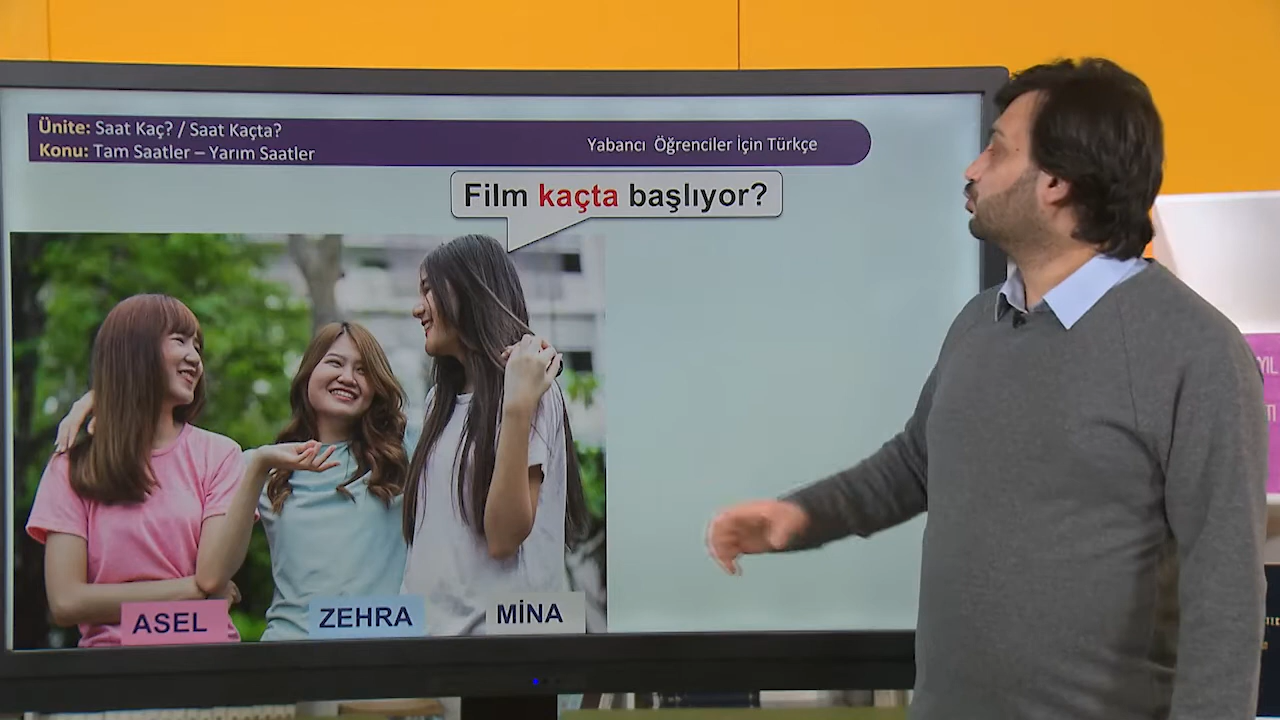 Ünite: Saat Kaç? / Saat Kaçta?
Konu: Tam Saatler – Yarım Saatler
Yabancı Öğrenciler İçin Türkçe
Film kaçta başlıyor?
ASEL
ZEHRA
MİNA